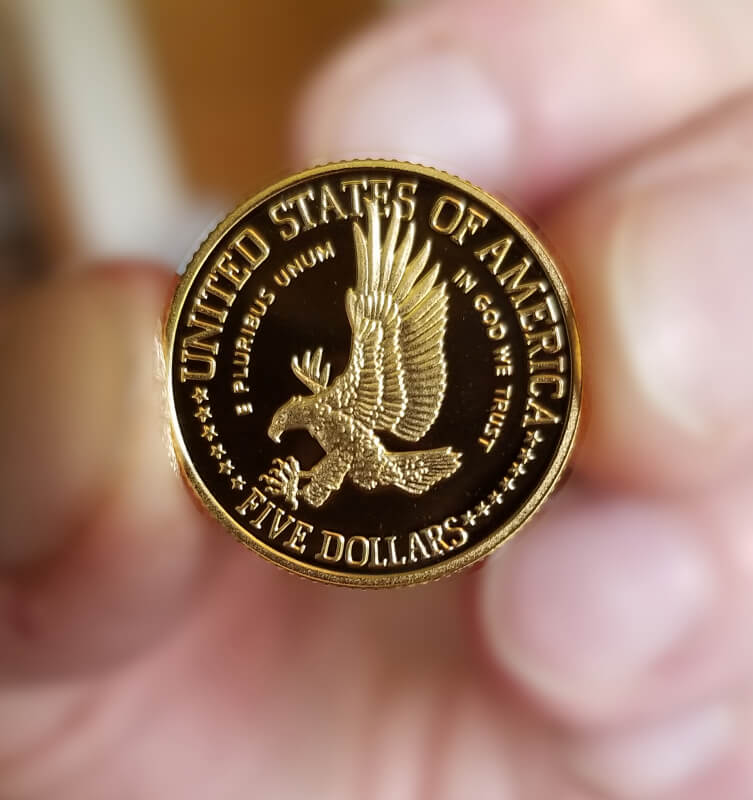 UNITED STATES OF AMERICA
E PLURIBUS UNUM
IN GOD WE TRUST
FIVE DOLLARS